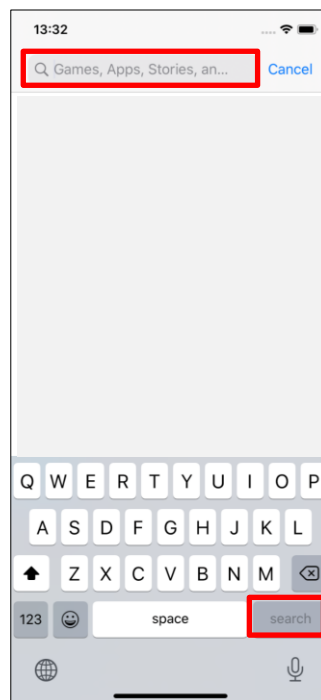 13:32
Games, Apps, Stories, an...
Cancel
Q W E R T Y U I O P
A S D F G H J K L
Z X C V B N M
123 space search